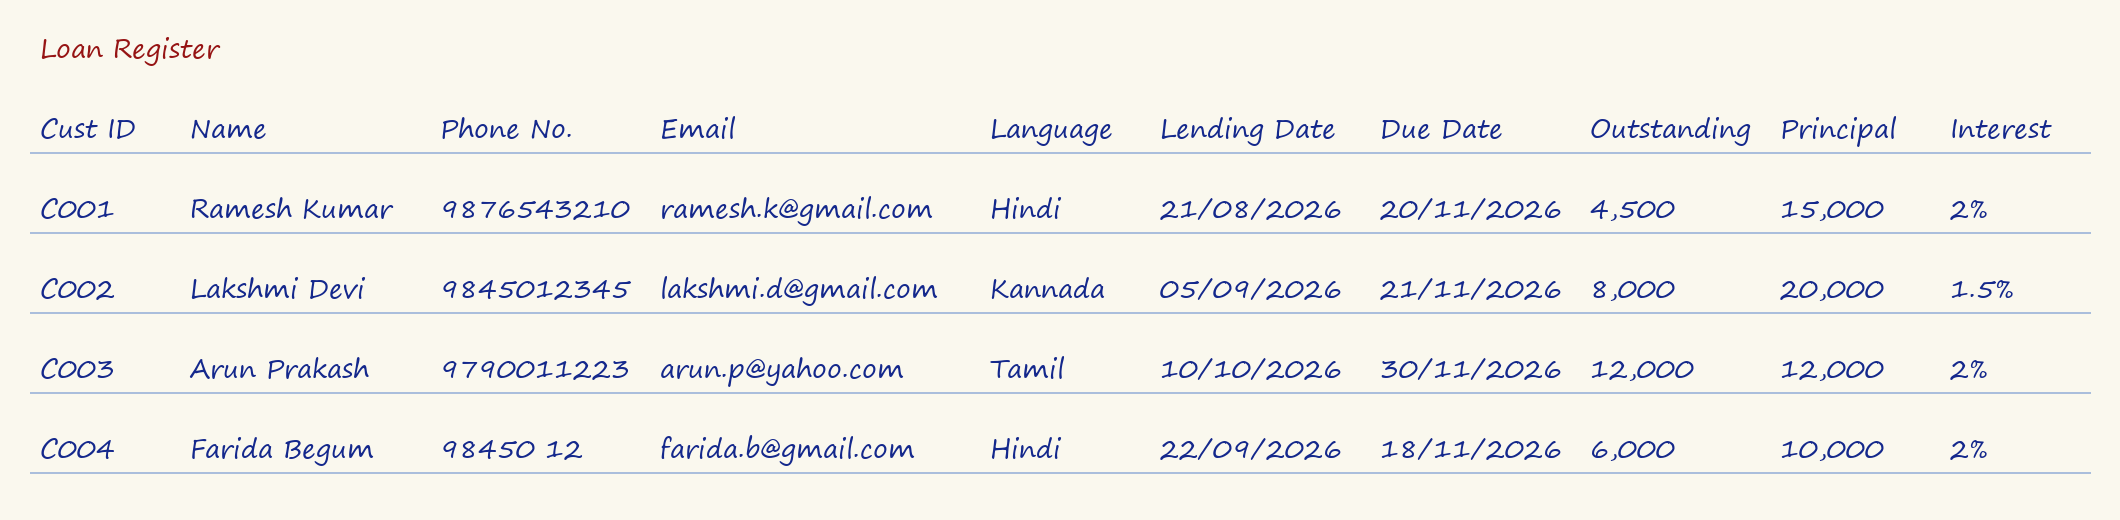 Loan Register
Cust ID Name Phone No. Email Language Lending Date Due Date Outstanding Principal Interest
C001 Ramesh Kumar 9876543210 ramesh.k@gmail.com Hindi 21/08/2026 20/11/2026 4,500 15,000 2%
C002 Lakshmi Devi 9845012345 lakshmi.d@gmail.com Kannada 05/09/2026 21/11/2026 8,000 20,000 1.5%
C003 Arun Prakash 9790011223 arun.p@yahoo.com Tamil 10/10/2026 30/11/2026 12,000 12,000 2%
C004 Farida Begum 98450 12 farida.b@gmail.com Hindi 22/09/2026 18/11/2026 6,000 10,000 2%